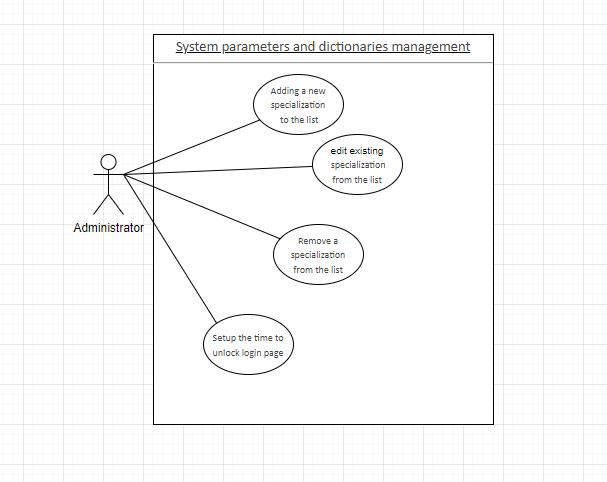 System parameters and dictionaries management
Adding a new
specialization
to the list
edit existing
specialization
from the list
Administrator
Remove a
specialization
from the list
Setup the time to
unlock login page